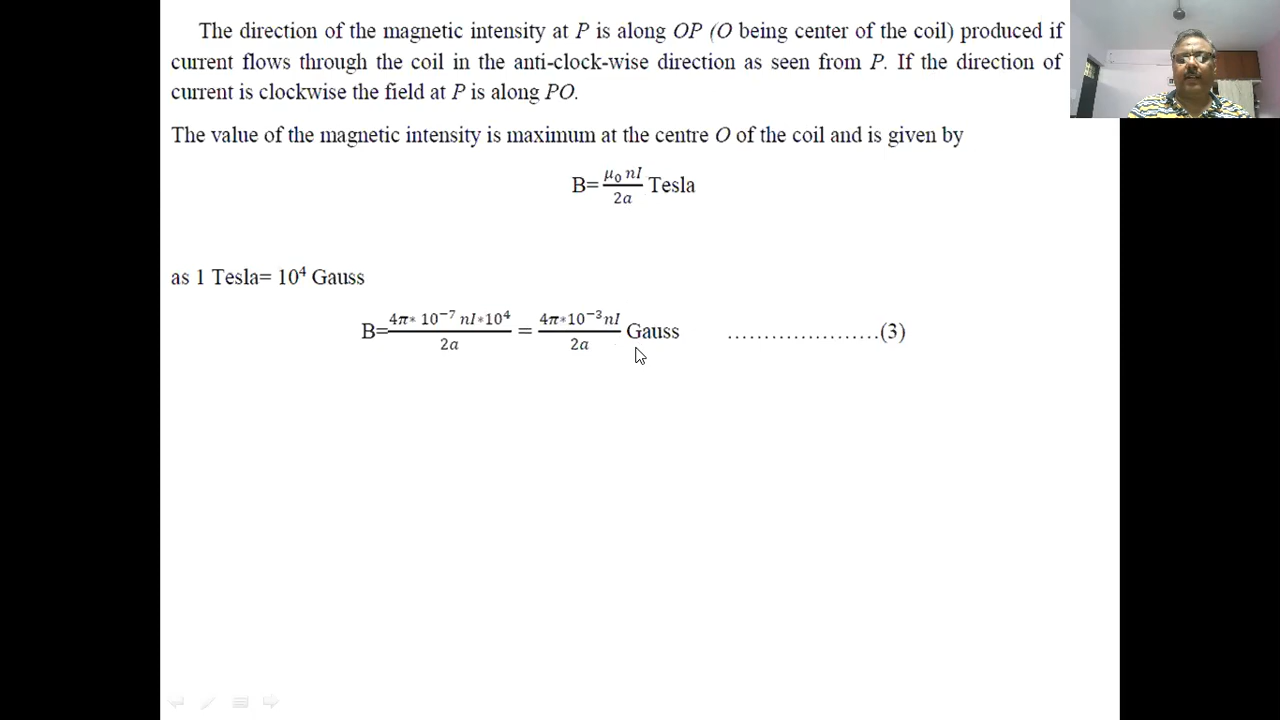 The direction of the magnetic intensity at P is along OP (O being center of the coil) produced if
current flows through the coil in the anti-clock-wise direction as seen from P. If the direction of
current is clockwise the field at P is along PO.
The value of the magnetic intensity is maximum at the centre O of the coil and is given by
B= μ₀ nI / 2a Tesla
as 1 Tesla= 10⁴ Gauss
B= 4π* 10⁻⁷ nI*10⁴ / 2a = 4π*10⁻³nI / 2a Gauss …………………(3)